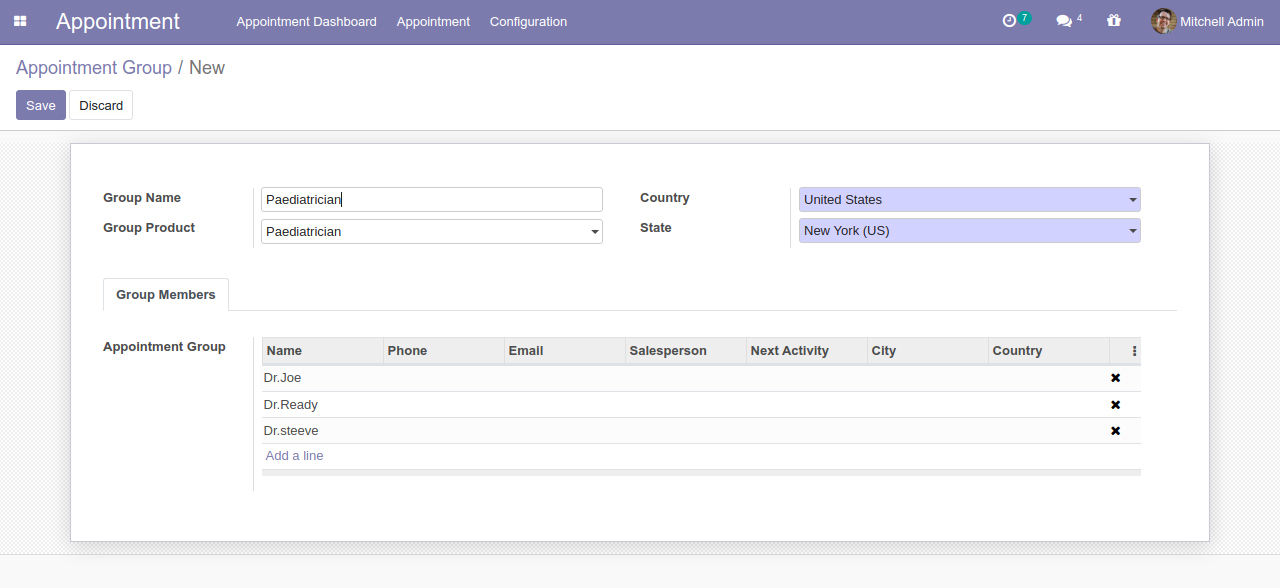 Appointment Appointment Dashboard Appointment Configuration 7 4 Mitchell Admin
Appointment Group / New
Save Discard
Group Name Paediatrician Country United States
Group Product Paediatrician State New York (US)
Group Members
Appointment Group Name Phone Email Salesperson Next Activity City Country
Dr.Joe
Dr.Ready
Dr.steeve
Add a line